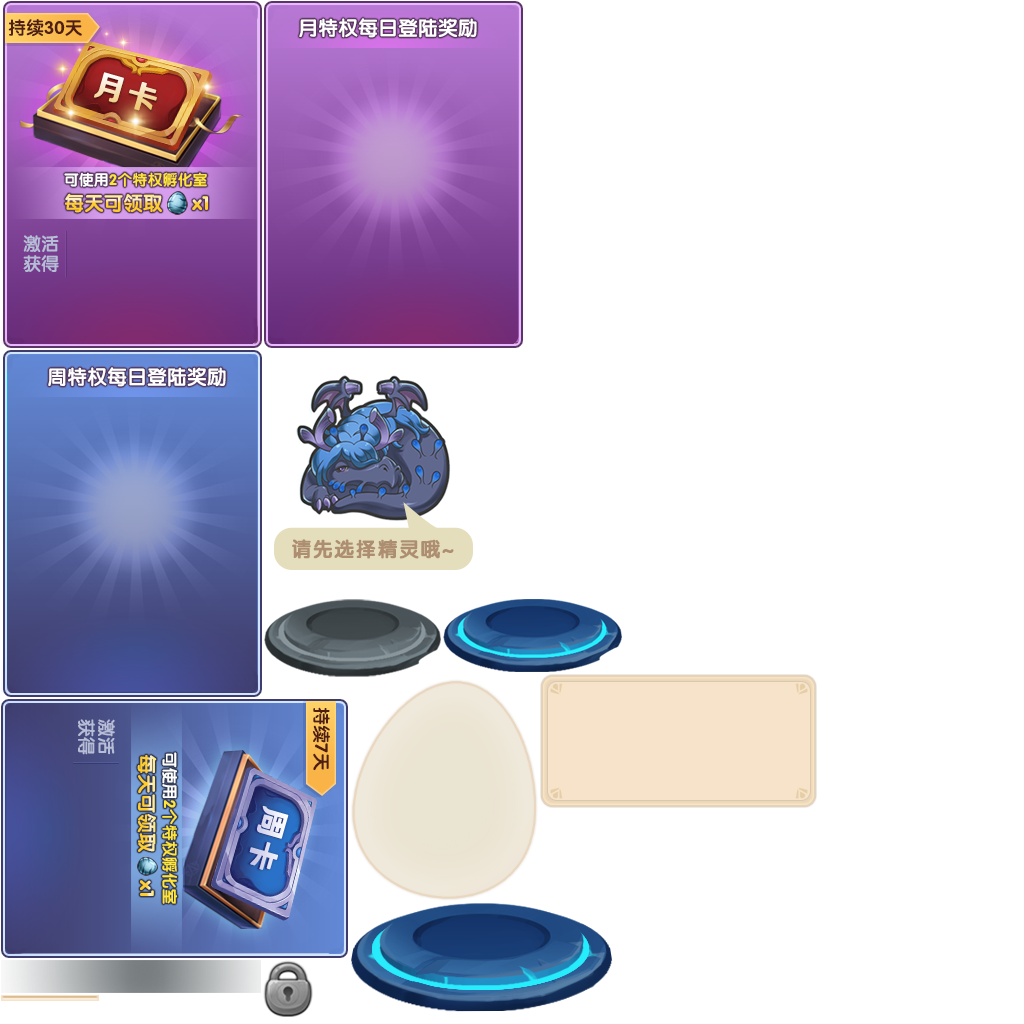 持续30天
月卡
可使用2个特权孵化室
每天可领取 x1
激活
获得
月特权每日登陆奖励
周特权每日登陆奖励
请先选择精灵哦~
持续7天
周卡
可使用2个特权孵化室
每天可领取 x1
激活
获得